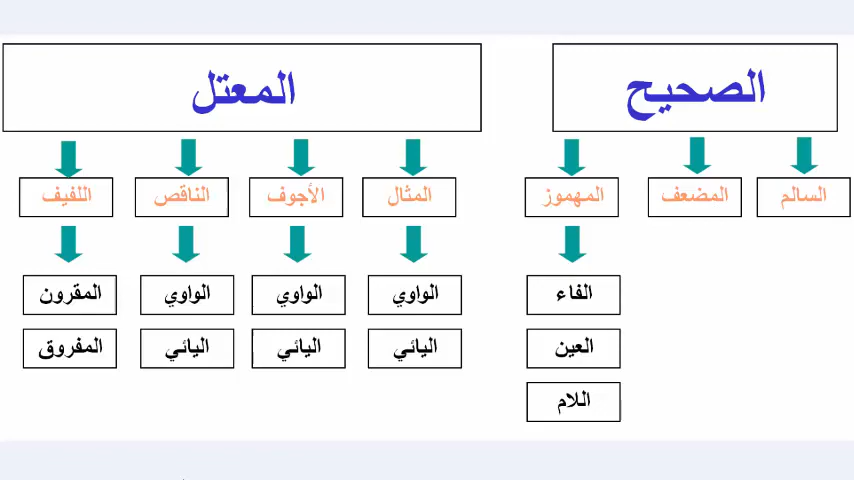 الصحيح
المعتل
السالم
المضعف
المهموز
المثال
الأجوف
الناقص
اللفيف
الفاء
الواوي
الواوي
الواوي
المقرون
العين
اليائي
اليائي
اليائي
المفروق
اللام